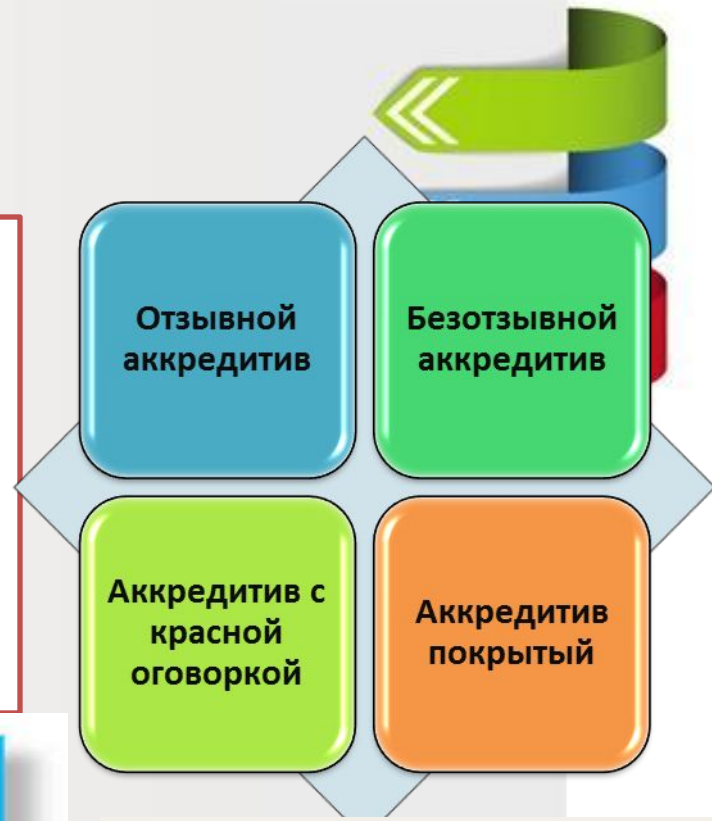 Отзывной
аккредитив
Безотзывной
аккредитив
Аккредитив с
красной
оговоркой
Аккредитив
покрытый